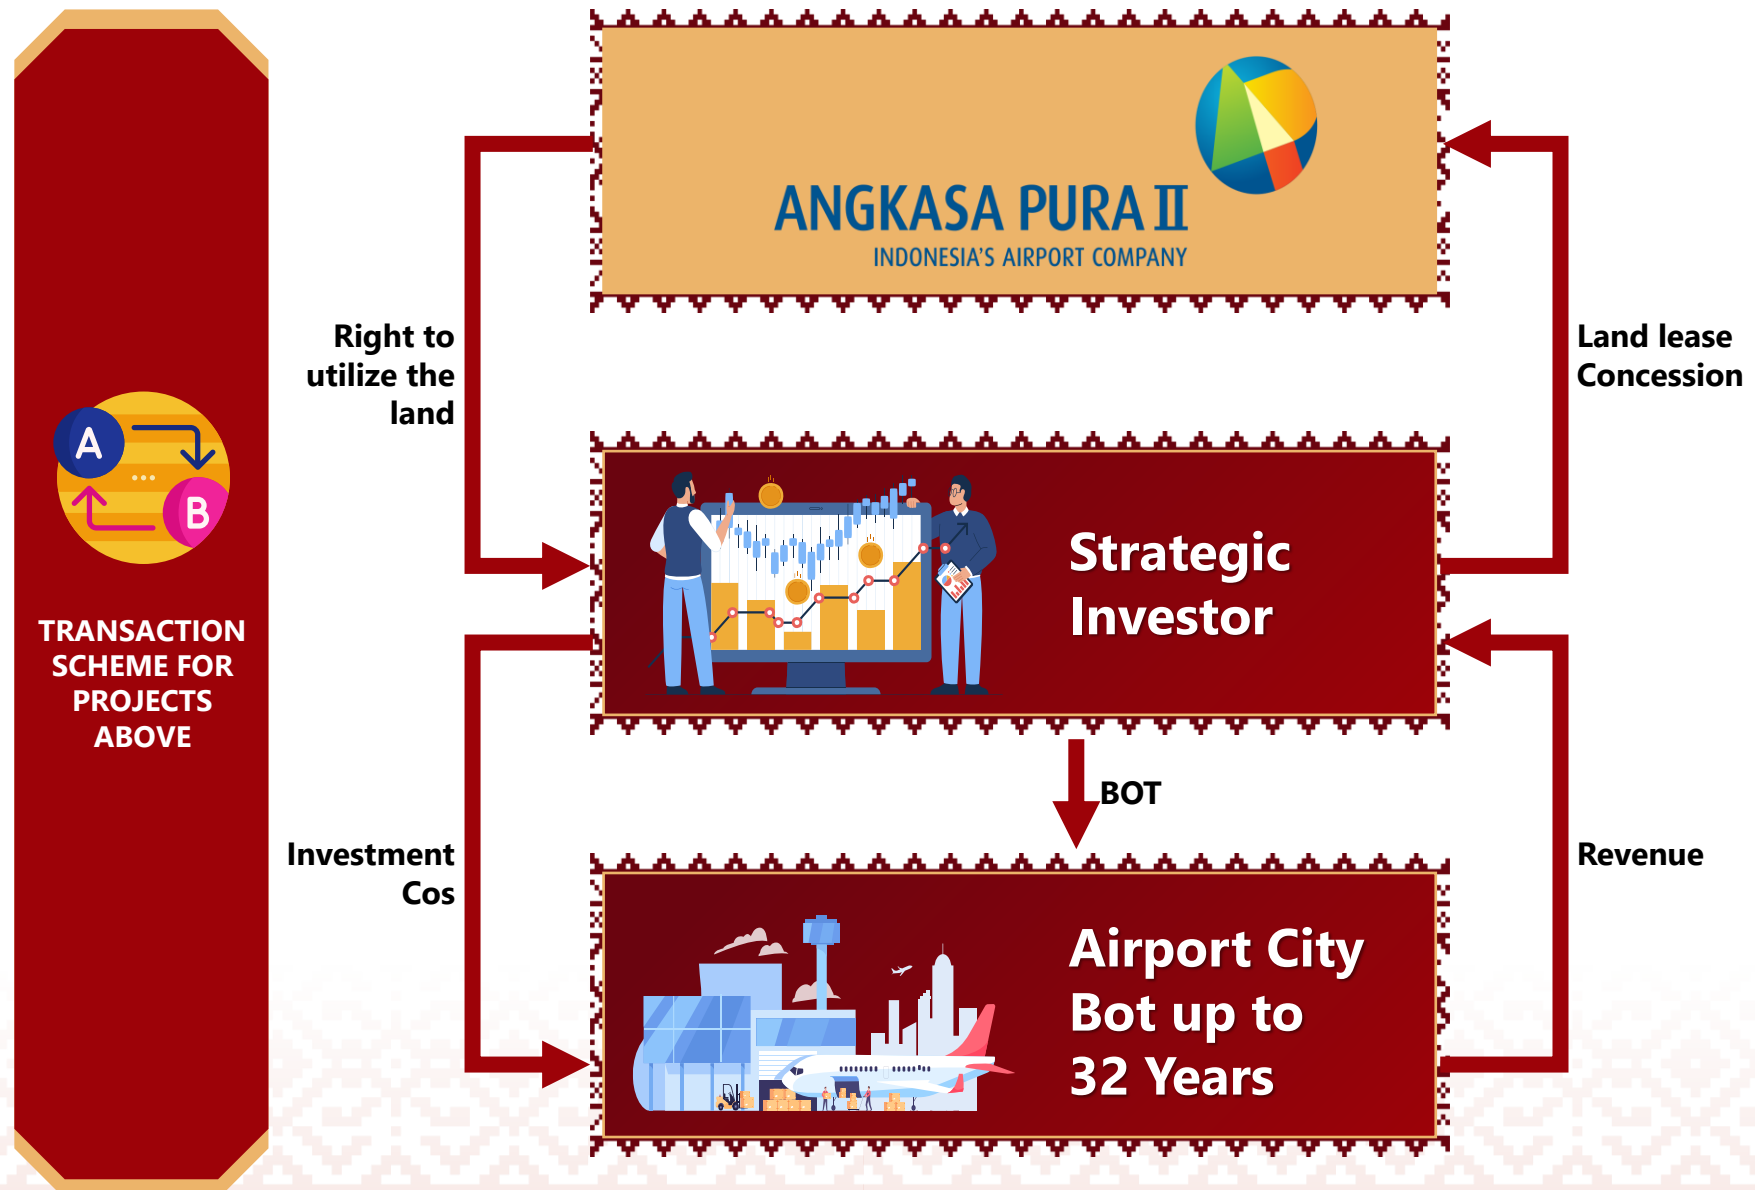 ANGKASA PURA II
INDONESIA'S AIRPORT COMPANY
Right to
utilize the
land
Land lease
Concession
A
B
TRANSACTION
SCHEME FOR
PROJECTS
ABOVE
Strategic
Investor
BOT
Investment
Cos
Revenue
Airport City
Bot up to
32 Years